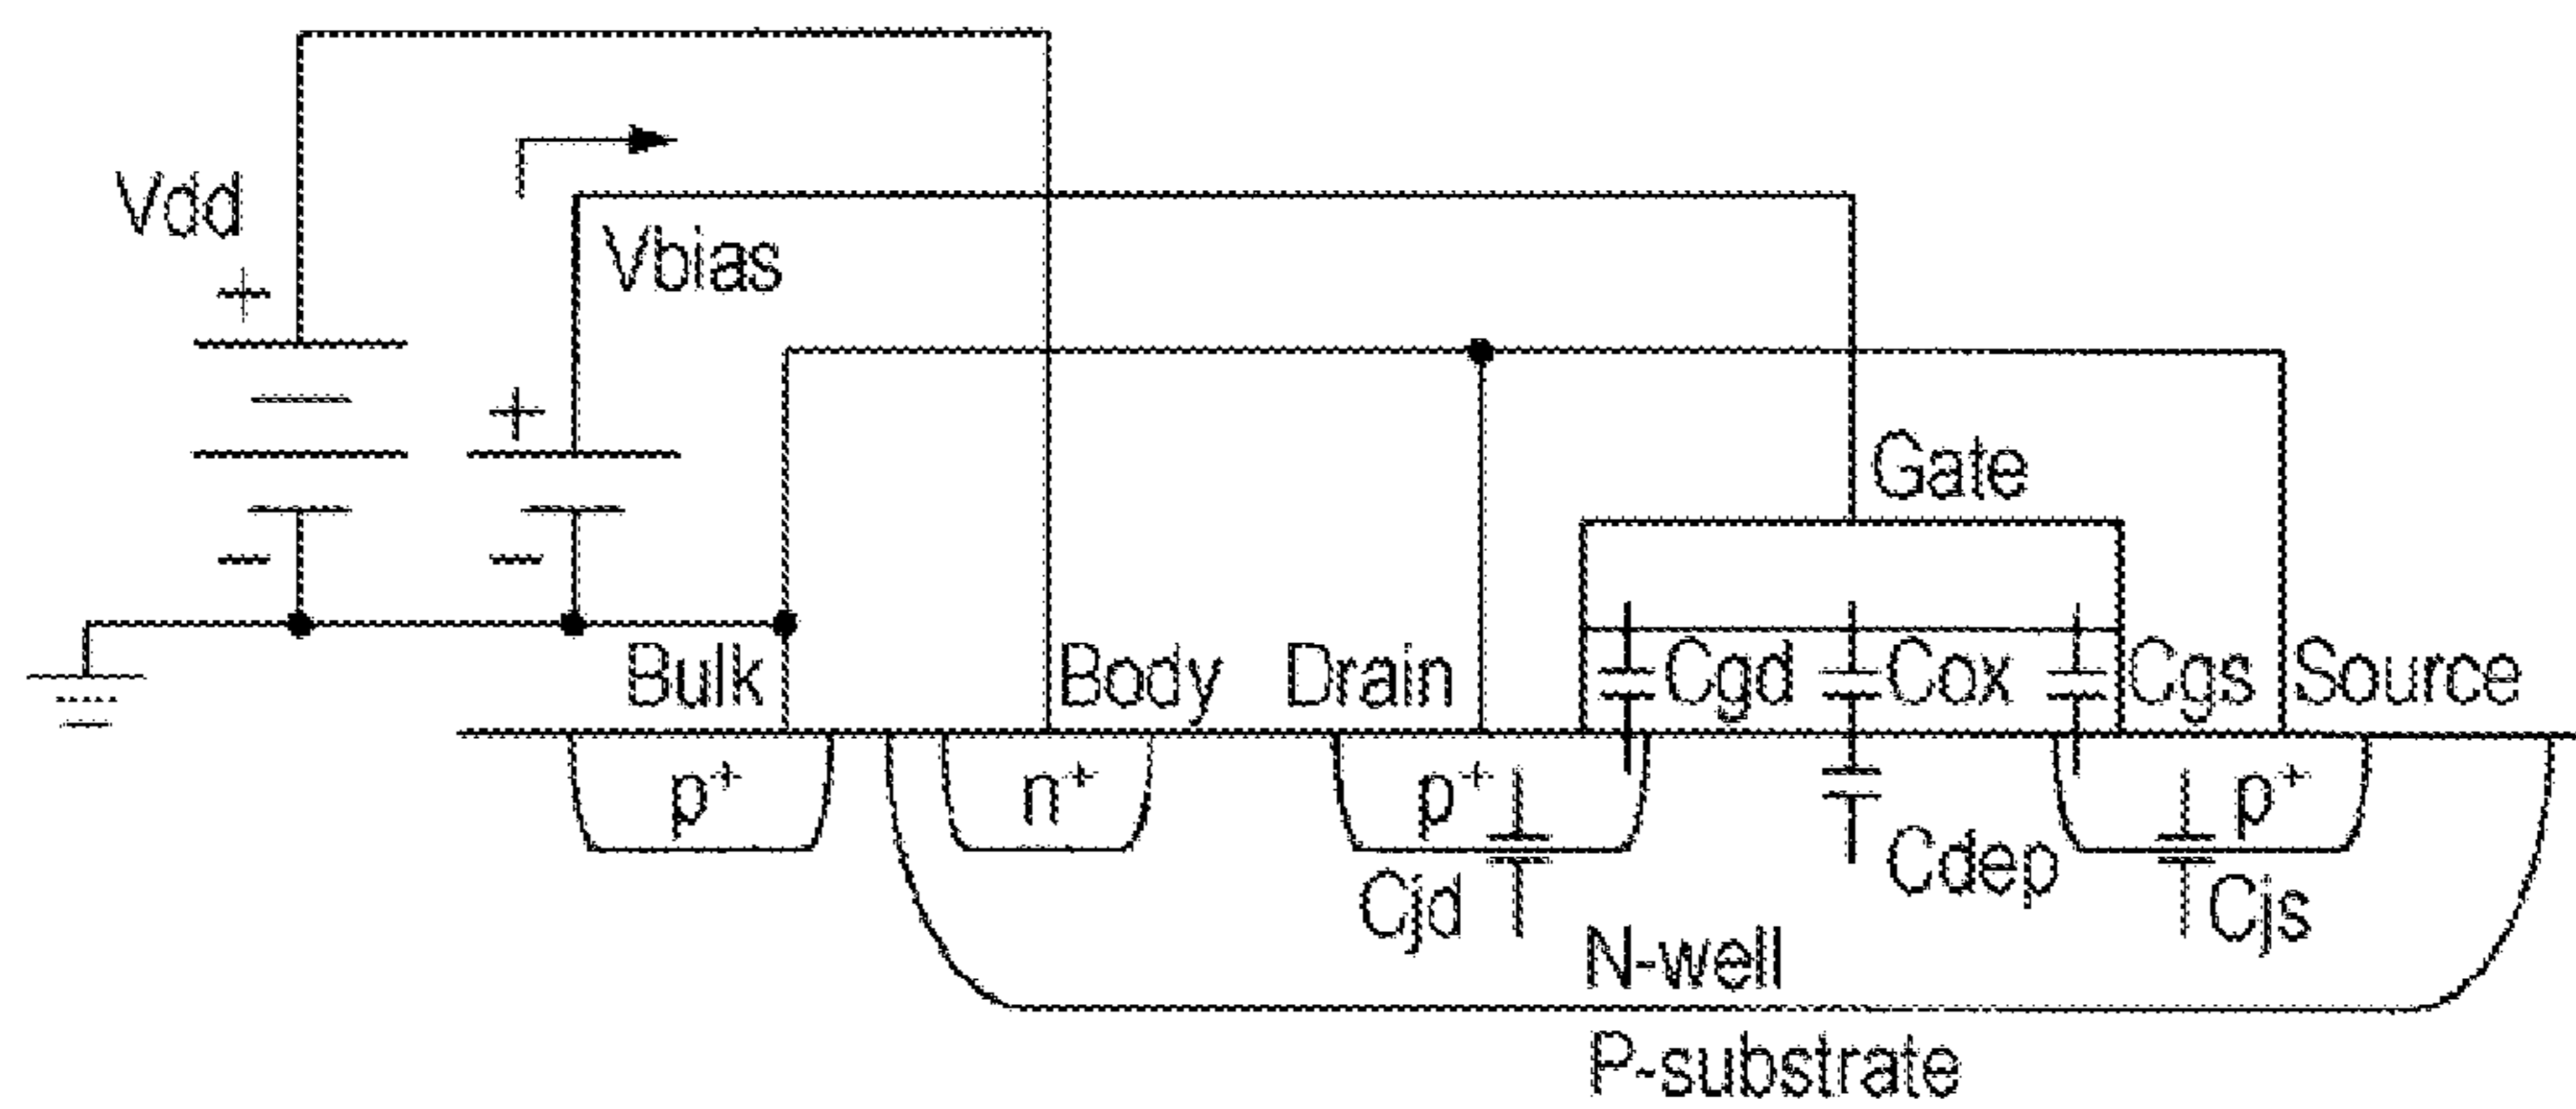 Vdd
+
Vbias
+
Gate
−
−
Bulk
Body
Drain
Cgd
Cox
Cgs
Source
p+
n+
p+
p+
Cdep
Cjd
Cjs
N-well
P-substrate